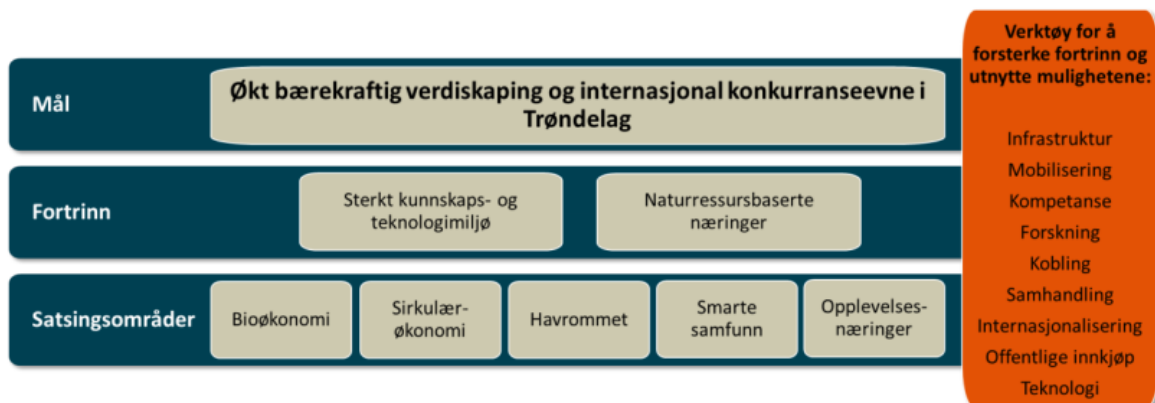 Mål
Økt bærekraftig verdiskaping og internasjonal konkurranseevne i
Trøndelag
Fortrinn
Sterkt kunnskaps- og
teknologimiljø
Naturressursbaserte
næringer
Satsingsområder
Bioøkonomi
Sirkulær-
økonomi
Havrommet
Smarte
samfunn
Opplevelses-
næringer
Verktøy for å
forsterke fortrinn og
utnytte mulighetene:
Infrastruktur
Mobilisering
Kompetanse
Forskning
Kobling
Samhandling
Internasjonalisering
Offentlige innkjøp
Teknologi